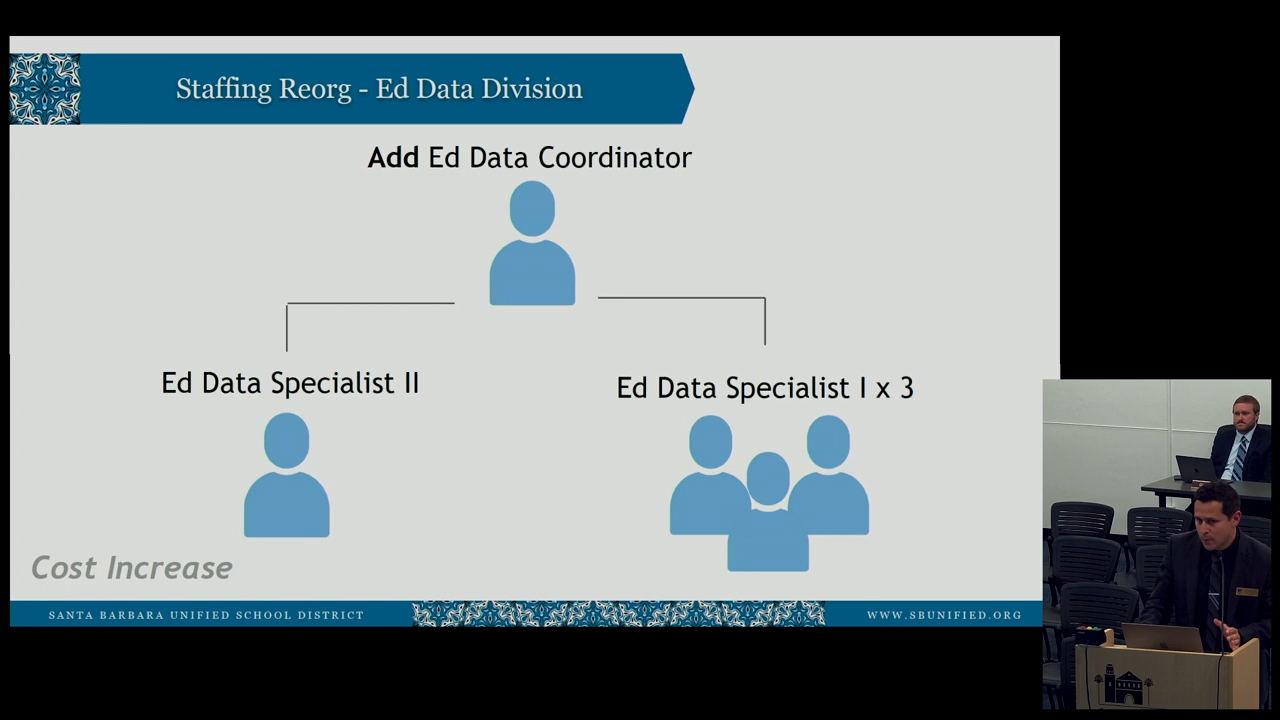 Staffing Reorg - Ed Data Division
Add Ed Data Coordinator
Ed Data Specialist II
Ed Data Specialist I x 3
Cost Increase
SANTA BARBARA UNIFIED SCHOOL DISTRICT
WWW.SBUNIFIED.ORG